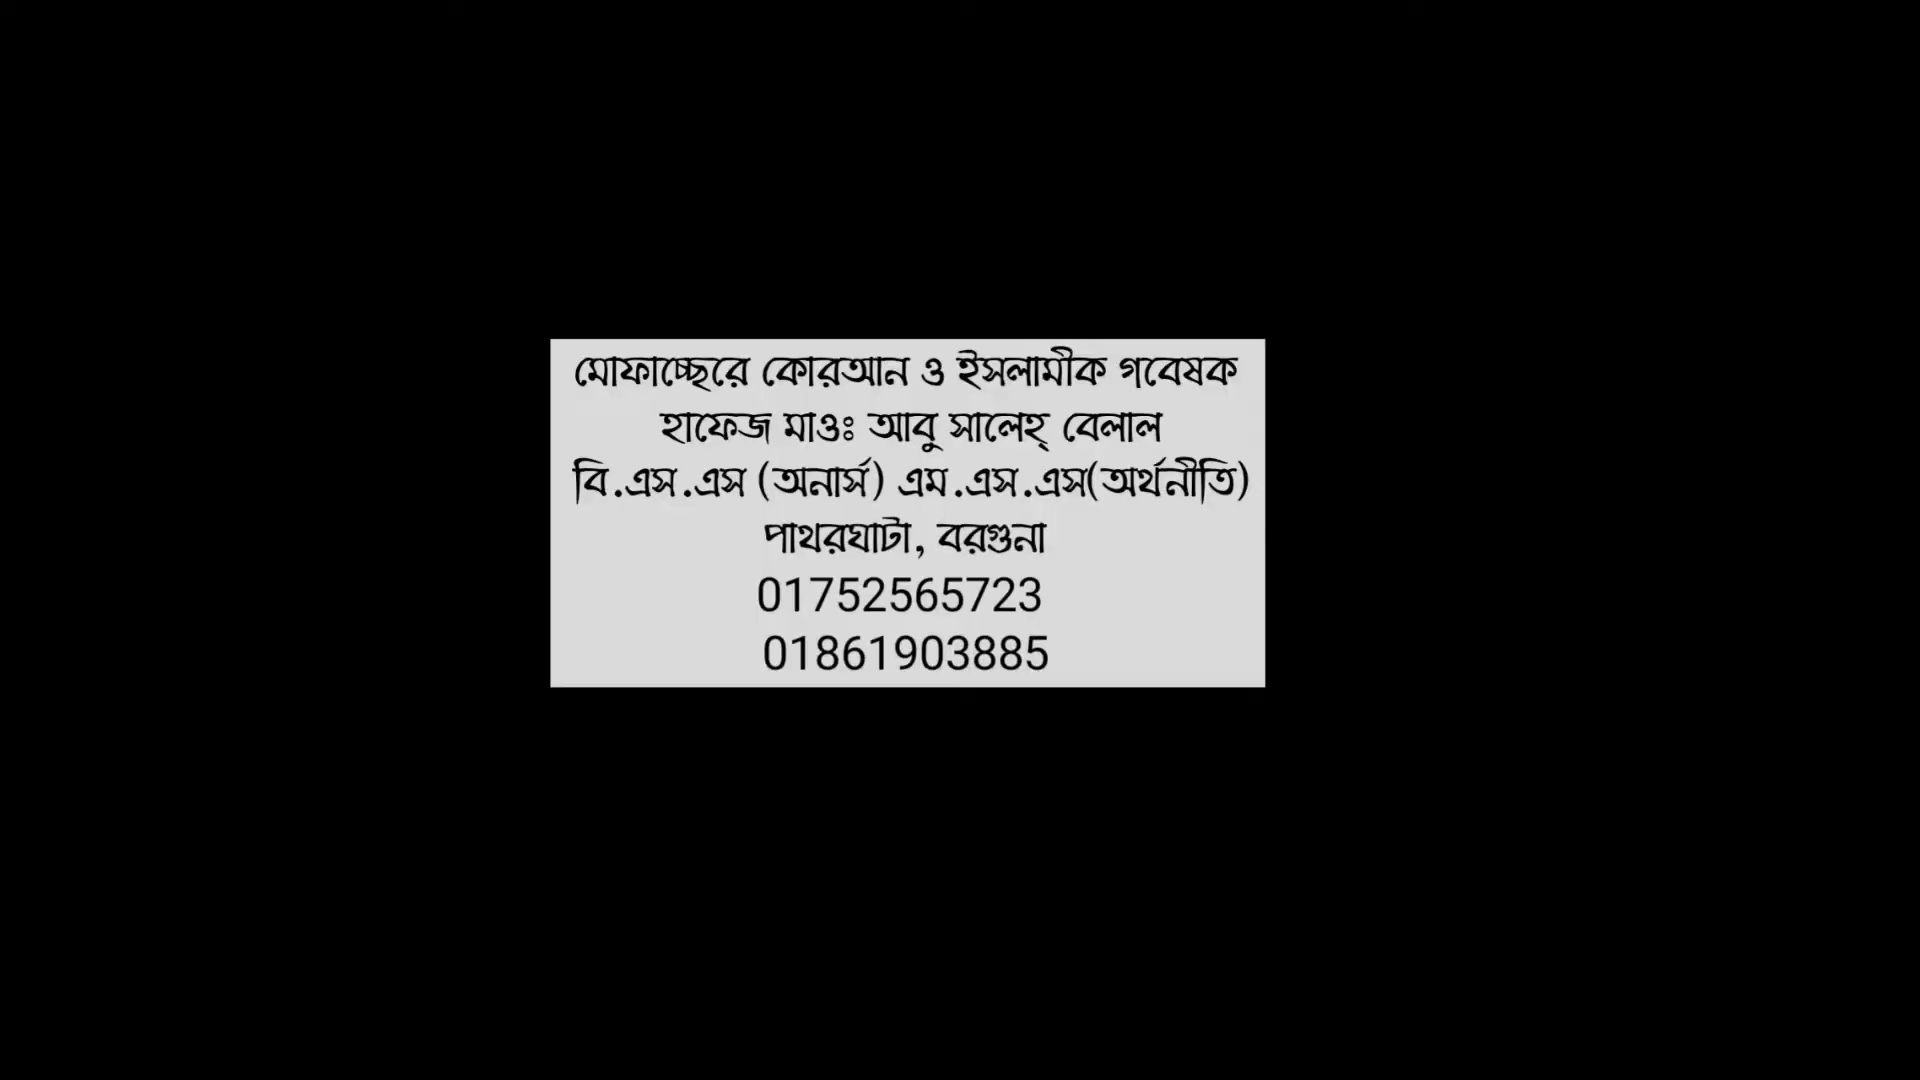 মোফাচ্ছেরে কোরআন ও ইসলামীক গবেষক
হাফেজ মাওঃ আবু সালেহ্ বেলাল
বি.এস.এস (অনার্স) এম.এস.এস(অর্থনীতি)
পাথরঘাটা, বরগুনা
01752565723
01861903885